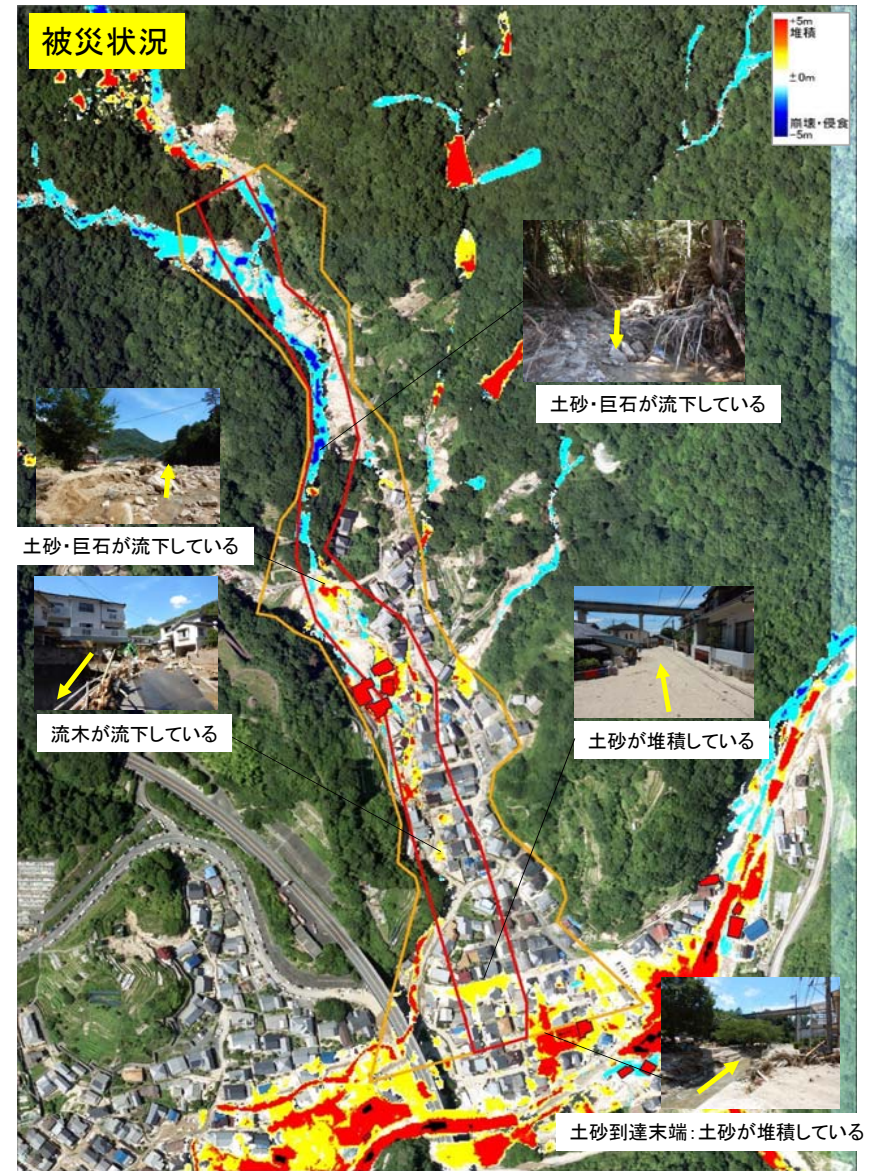 被災状況
+5m
堆積
±0m
崩壊・侵食
-5m
土砂・巨石が流下している
土砂・巨石が流下している
流木が流下している
土砂が堆積している
土砂到達末端:土砂が堆積している